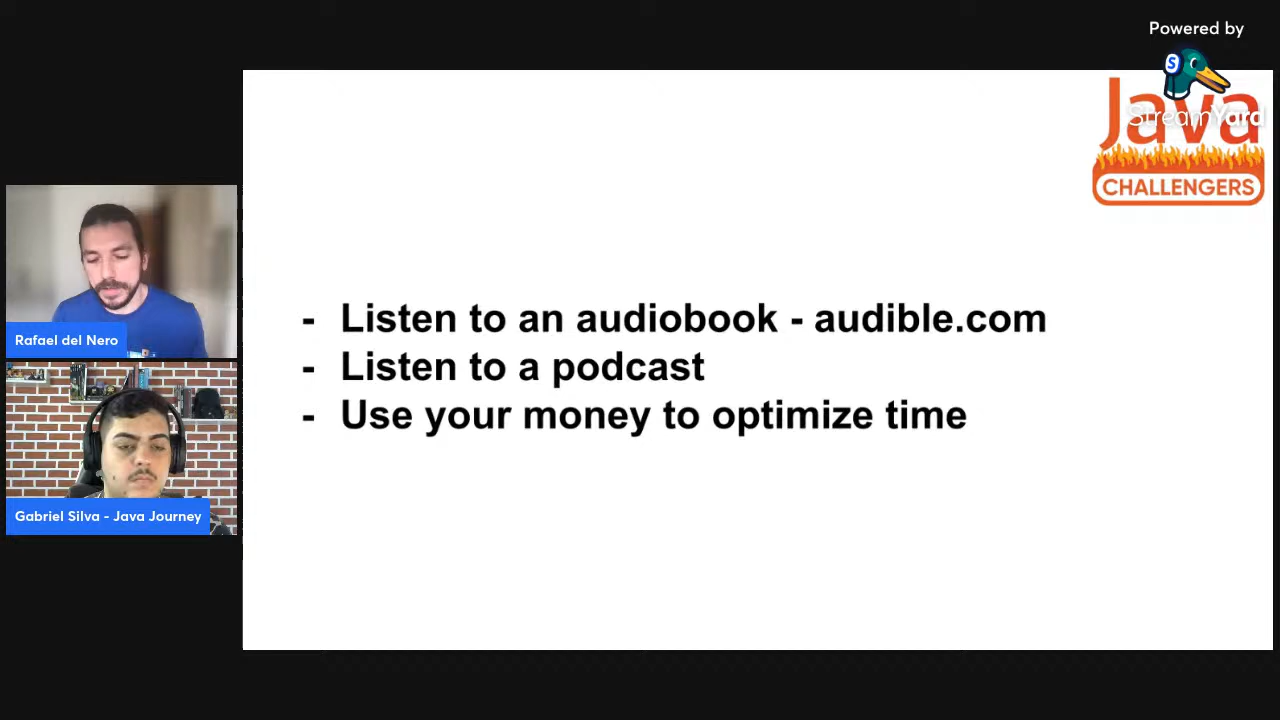 Powered by
StreamYard
Java
CHALLENGERS
- Listen to an audiobook - audible.com
- Listen to a podcast
- Use your money to optimize time
Rafael del Nero
Gabriel Silva - Java Journey